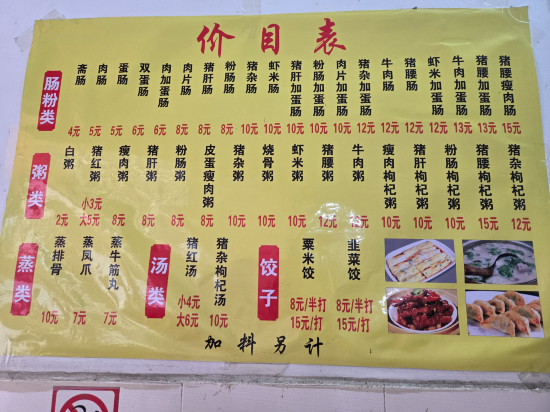 价目表
肠粉类
斋肠 4元
肉肠 5元
蛋肠 5元
双蛋肠 6元
肉加蛋肠 6元
肉片肠 8元
猪肝肠 8元
粉肠肠 8元
猪杂肠 10元
虾米肠 10元
猪肝加蛋肠 10元
粉肠加蛋肠 10元
肉片加蛋肠 10元
猪杂加蛋肠 12元
牛肉肠 12元
猪腰肠 12元
虾米加蛋肠 12元
牛肉加蛋肠 13元
猪腰加蛋肠 13元
猪腰瘦肉肠 15元
粥类
白粥 2元
猪红粥 小3元 大5元
瘦肉粥 8元
猪肝粥 8元
粉肠粥 8元
皮蛋瘦肉粥 8元
猪杂粥 10元
烧骨粥 10元
虾米粥 10元
猪腰粥 12元
牛肉粥
瘦肉枸杞粥 10元
猪肝枸杞粥 10元
粉肠枸杞粥 10元
猪腰枸杞粥 15元
猪杂枸杞粥 12元
蒸类
蒸排骨 10元
蒸凤爪 7元
蒸牛筋丸 7元
汤类
猪红汤 小4元 大6元
猪杂枸杞汤 10元
饺子
粟米饺 8元/半打 15元/打
韭菜饺 8元/半打 15元/打
加料另计